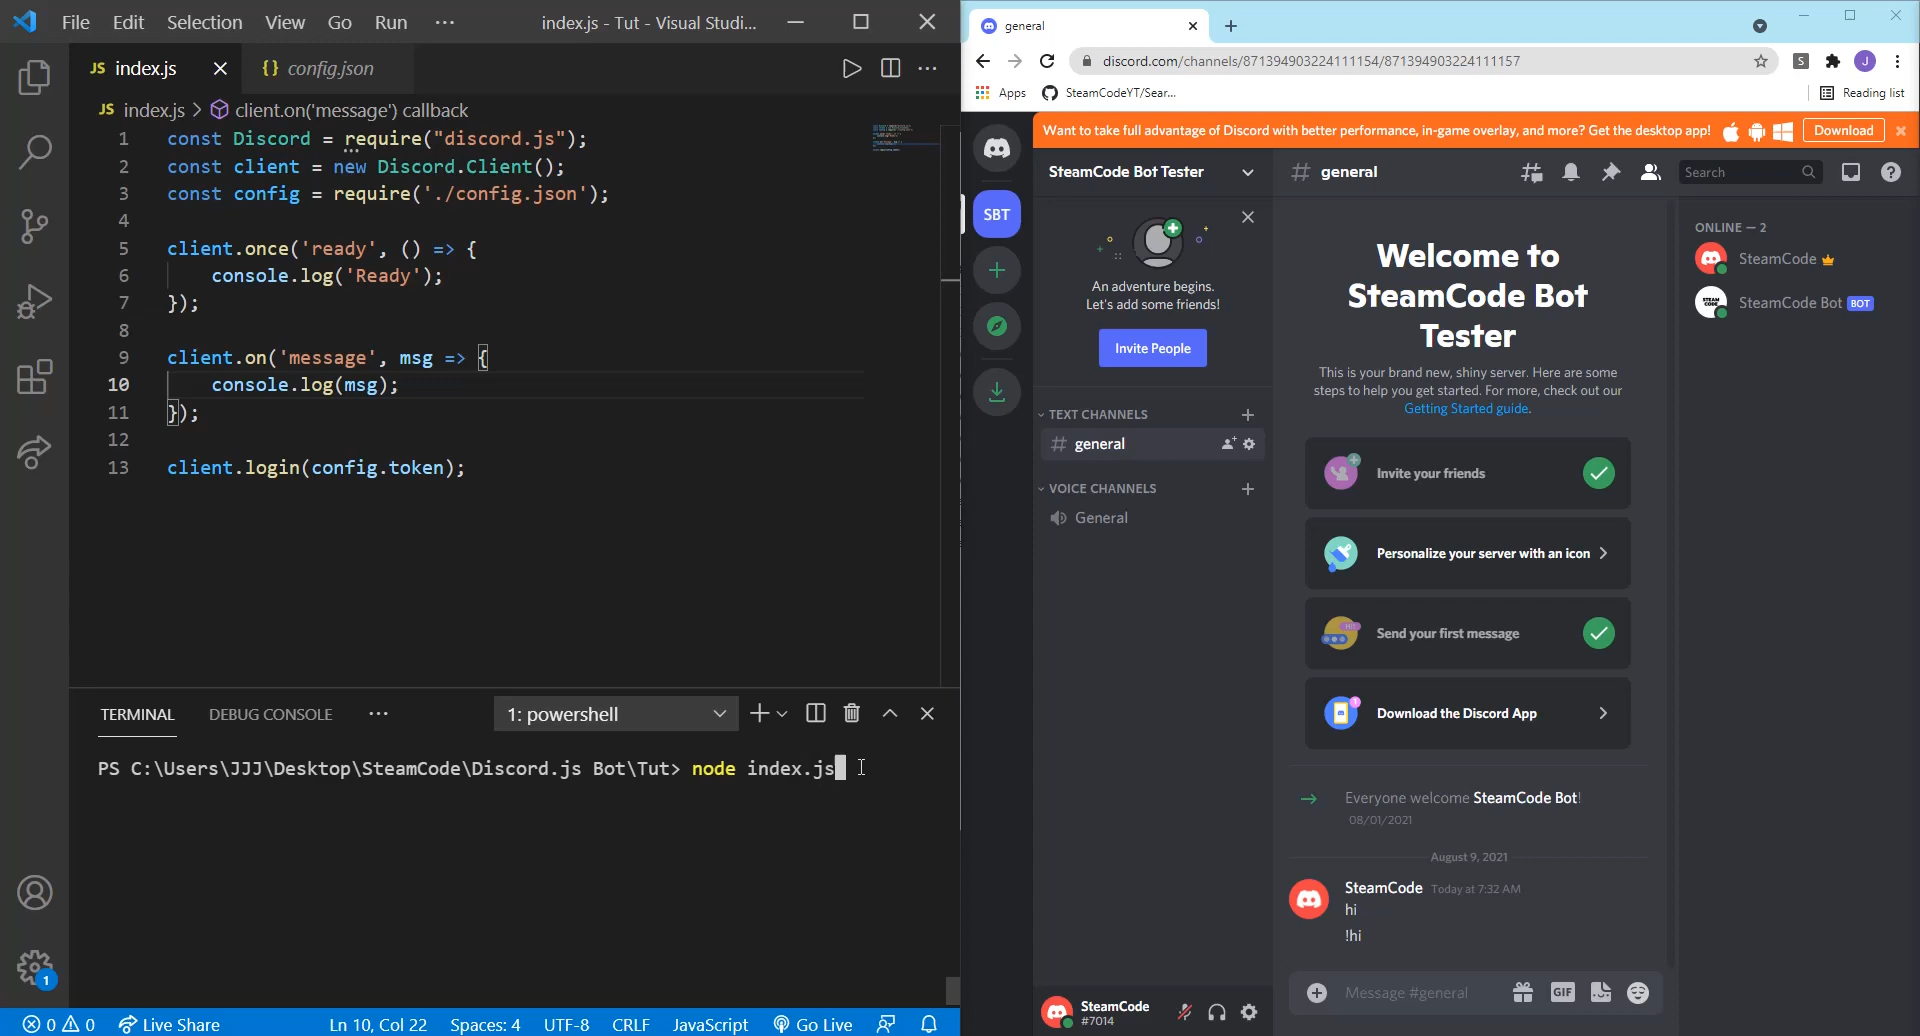 File Edit Selection View Go Run ··· index.js - Tut - Visual Studi...
JS index.js {} config.json
JS index.js > client.on('message') callback
1 const Discord = require("discord.js");
2 const client = new Discord.Client();
3 const config = require('./config.json');
4
5 client.once('ready', () => {
6 console.log('Ready');
7 });
8
9 client.on('message', msg => {
10 console.log(msg);
11 });
12
13 client.login(config.token);
TERMINAL DEBUG CONSOLE ··· 1: powershell
PS C:\Users\JJJ\Desktop\SteamCode\Discord.js Bot\Tut> node index.js
1
0 0 Live Share Ln 10, Col 22 Spaces: 4 UTF-8 CRLF JavaScript Go Live
general
discord.com/channels/871394903224111154/871394903224111157
S J
Apps SteamCodeYT/Sear... Reading list
Want to take full advantage of Discord with better performance, in-game overlay, and more? Get the desktop app! Download
SteamCode Bot Tester
# general
Search
SBT
An adventure begins.
Let's add some friends!
Invite People
TEXT CHANNELS
# general
VOICE CHANNELS
General
SteamCode
#7014
Welcome to
SteamCode Bot
Tester
This is your brand new, shiny server. Here are some
steps to help you get started. For more, check out our
Getting Started guide.
Invite your friends
Personalize your server with an icon
Send your first message
Download the Discord App
Everyone welcome SteamCode Bot!
08/01/2021
August 9, 2021
SteamCode Today at 7:32 AM
hi
!hi
Message #general
GIF
ONLINE — 2
SteamCode
STEAM CODE
SteamCode Bot BOT